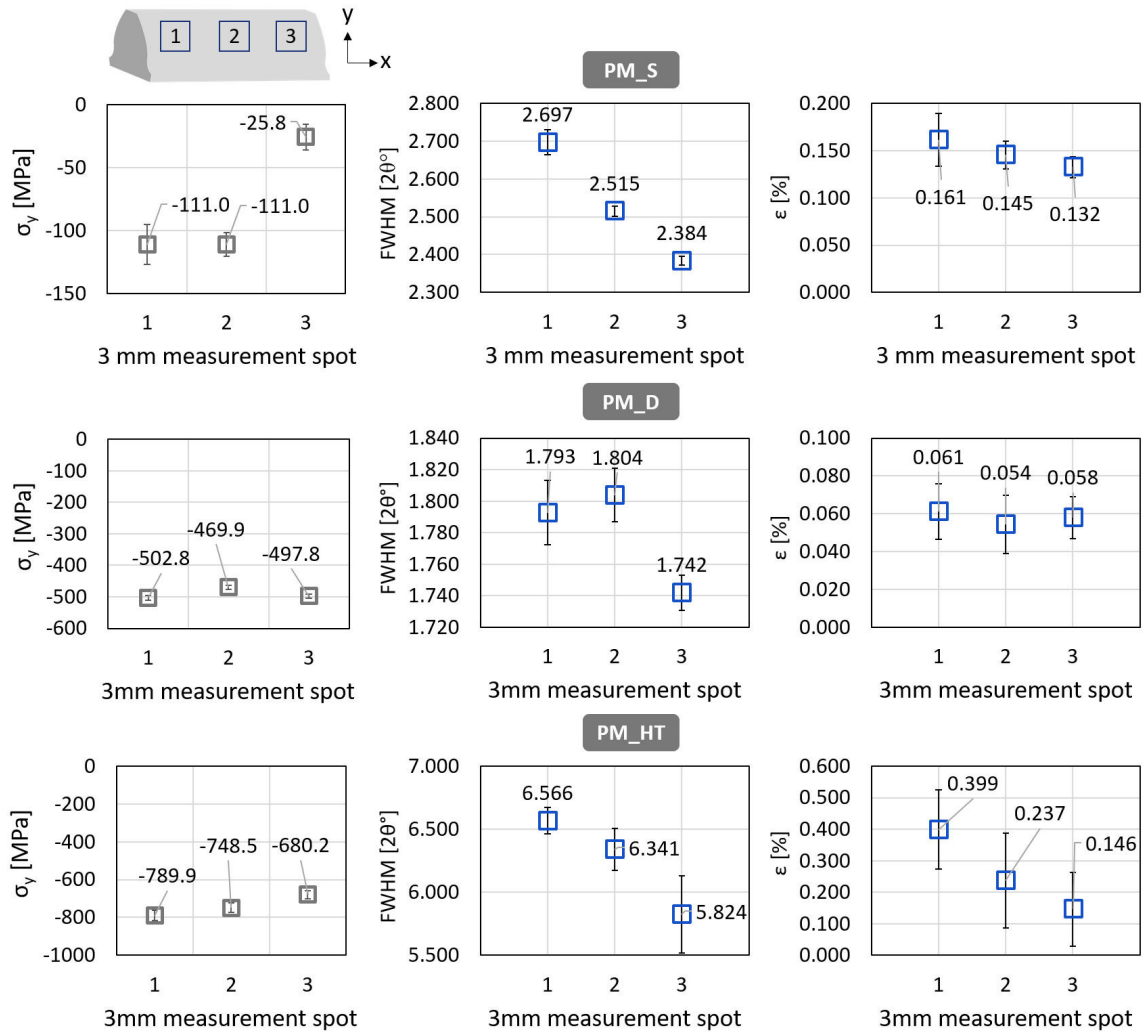 1 2 3
y
x
PM_S
0
-50
-100
-150
σy [MPa]
-111.0
-111.0
-25.8
1 2 3
3 mm measurement spot
2.800
2.700
2.600
2.500
2.400
2.300
FWHM [2θ°]
2.697
2.515
2.384
1 2 3
3 mm measurement spot
0.200
0.150
0.100
0.050
0.000
ε [%]
0.161
0.145
0.132
1 2 3
3 mm measurement spot
PM_D
0
-100
-200
-300
-400
-500
-600
σy [MPa]
-502.8
-469.9
-497.8
1 2 3
3mm measurement spot
1.840
1.820
1.800
1.780
1.760
1.740
1.720
FWHM [2θ°]
1.793
1.804
1.742
1 2 3
3mm measurement spot
0.100
0.080
0.060
0.040
0.020
0.000
ε [%]
0.061
0.054
0.058
1 2 3
3mm measurement spot
PM_HT
0
-200
-400
-600
-800
-1000
σy [MPa]
-789.9
-748.5
-680.2
1 2 3
3mm measurement spot
7.000
6.500
6.000
5.500
FWHM [2θ°]
6.566
6.341
5.824
1 2 3
3mm measurement spot
0.600
0.500
0.400
0.300
0.200
0.100
0.000
ε [%]
0.399
0.237
0.146
1 2 3
3mm measurement spot